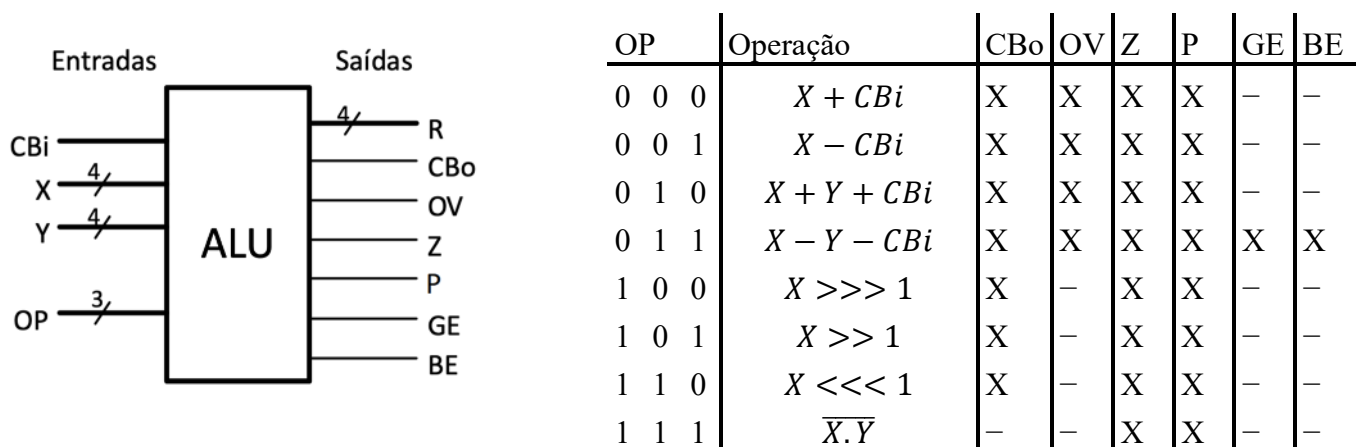 Entradas Saídas
CBi
X 4
Y 4
OP 3
ALU
4 R
CBo
OV
Z
P
GE
BE
OP Operação CBo OV Z P GE BE
0 0 0 X + CBi X X X X – –
0 0 1 X − CBi X X X X – –
0 1 0 X + Y + CBi X X X X – –
0 1 1 X − Y − CBi X X X X X X
1 0 0 X >>> 1 X – X X – –
1 0 1 X >> 1 X – X X – –
1 1 0 X <<< 1 X – X X – –
1 1 1 X̅.̅Y̅ – – X X – –